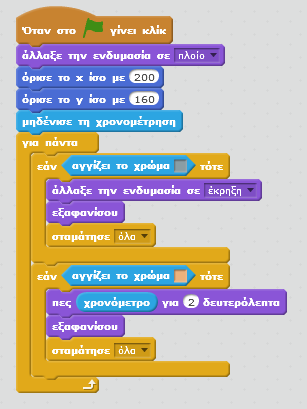 Όταν στο γίνει κλίκ
άλλαξε την ενδυμασία σε πλοίο
όρισε το x ίσο με 200
όρισε το y ίσο με 160
μηδένισε τη χρονομέτρηση
για πάντα
εάν αγγίζει το χρώμα τότε
άλλαξε την ενδυμασία σε έκρηξη
εξαφανίσου
σταμάτησε όλα
εάν αγγίζει το χρώμα τότε
πες χρονόμετρο για 2 δευτερόλεπτα
εξαφανίσου
σταμάτησε όλα